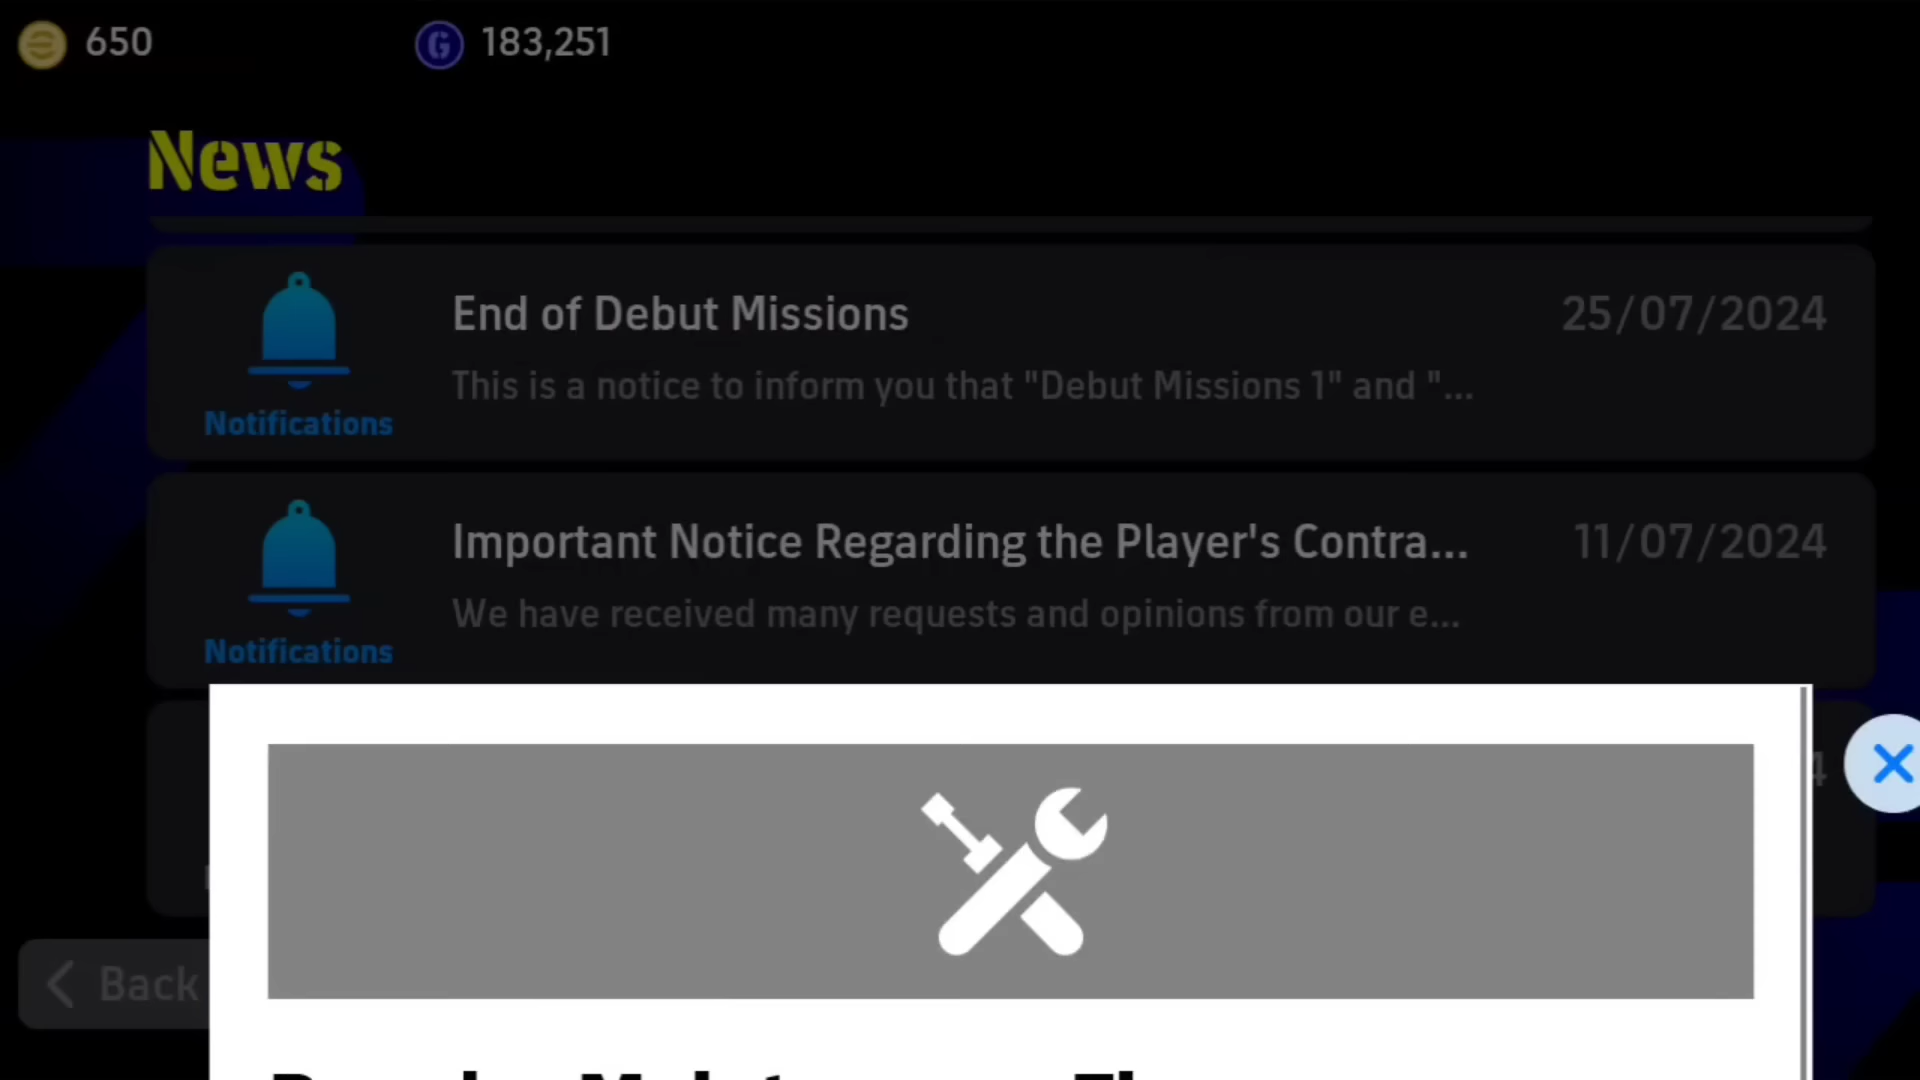 650
183,251
News
End of Debut Missions
25/07/2024
This is a notice to inform you that "Debut Missions 1" and "...
Notifications
Important Notice Regarding the Player's Contra...
11/07/2024
We have received many requests and opinions from our e...
Notifications
4
Back